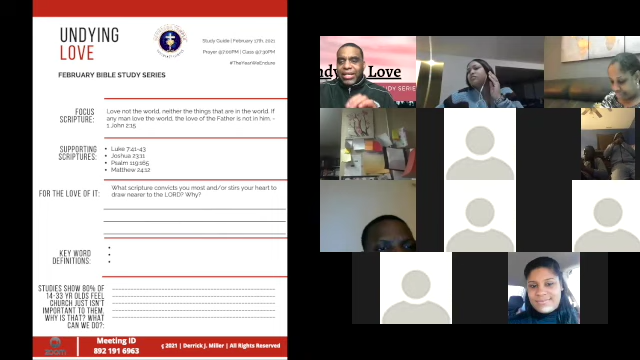 UNDYING
LOVE
Study Guide | February 17th, 2021
Prayer @7:00PM | Class @7:30PM
#TheYearWeEndure
FEBRUARY BIBLE STUDY SERIES
FOCUS
SCRIPTURE:
Love not the world, neither the things that are in the world. If
any man love the world, the love of the Father is not in him. -
1 John 2:15
SUPPORTING
SCRIPTURES:
• Luke 7:41-43
• Joshua 23:11
• Psalm 119:165
• Matthew 24:12
FOR THE LOVE OF IT:
What scripture convicts you most and/or stirs your heart to
draw nearer to the LORD? Why?
KEY WORD
DEFINITIONS:
STUDIES SHOW 80% OF
14-33 YR OLDS FEEL
CHURCH JUST ISN'T
IMPORTANT TO THEM.
WHY IS THAT? WHAT
CAN WE DO?:
zoom
Meeting ID
892 191 6963
© 2021 | Derrick J. Miller | All Rights Reserved
Love